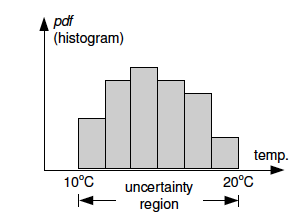 pdf
(histogram)
temp.
10°C
20°C
uncertainty
region